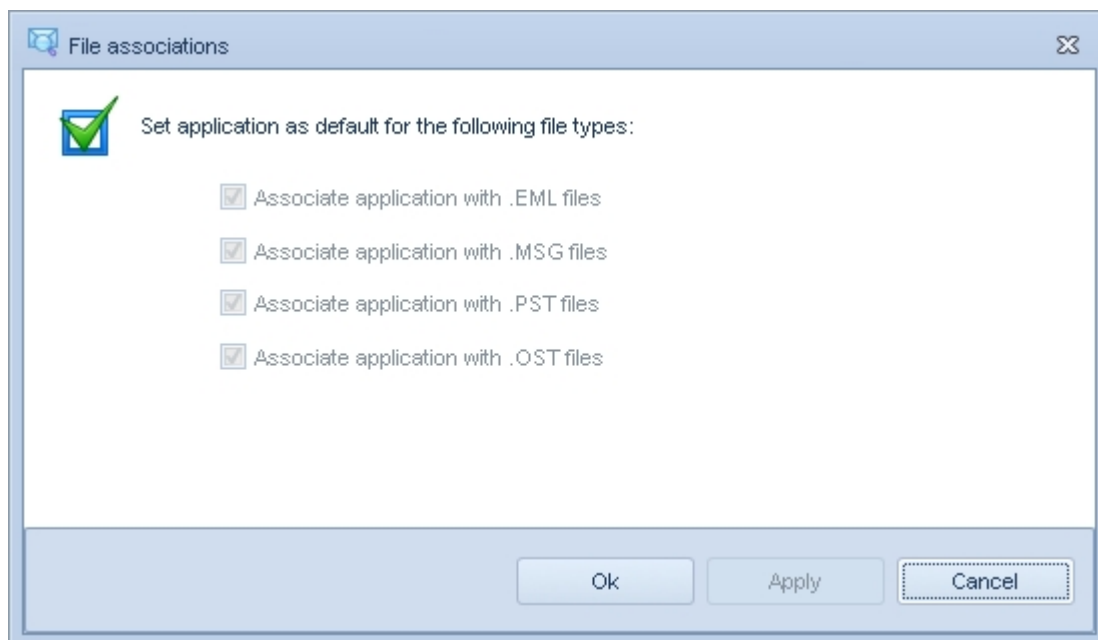 File associations
Set application as default for the following file types:
Associate application with .EML files
Associate application with .MSG files
Associate application with .PST files
Associate application with .OST files
Ok Apply Cancel